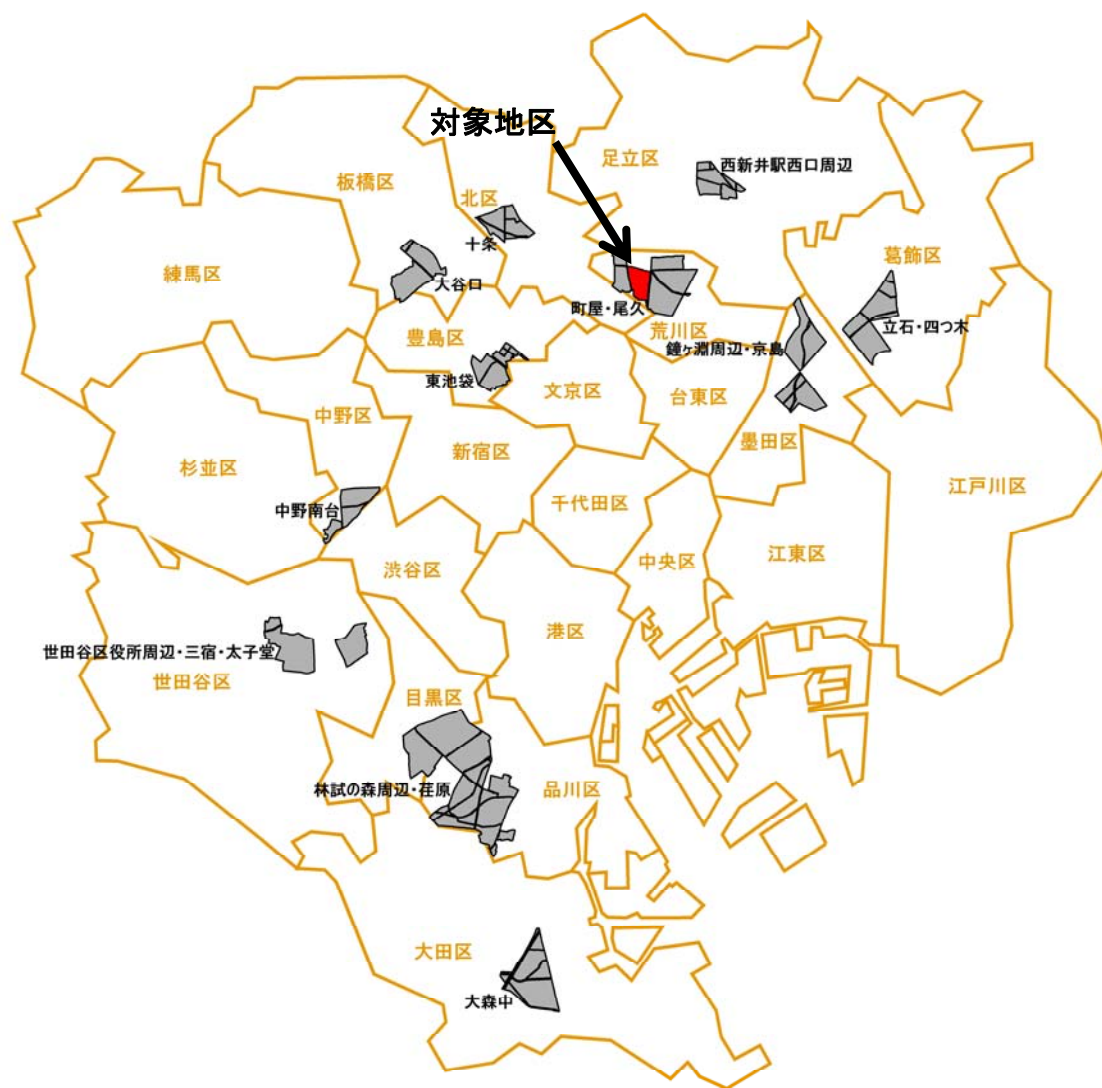 対象地区
足立区
西新井駅西口周辺
板橋区
北区
十条
葛飾区
練馬区
大谷口
町屋・尾久
荒川区
立石・四つ木
豊島区
鐘ヶ淵周辺・京島
東池袋
文京区
台東区
中野区
墨田区
新宿区
杉並区
江戸川区
千代田区
中野南台
中央区
江東区
渋谷区
港区
世田谷区役所周辺・三宿・太子堂
世田谷区
目黒区
林試の森周辺・荏原
品川区
大田区
大森中